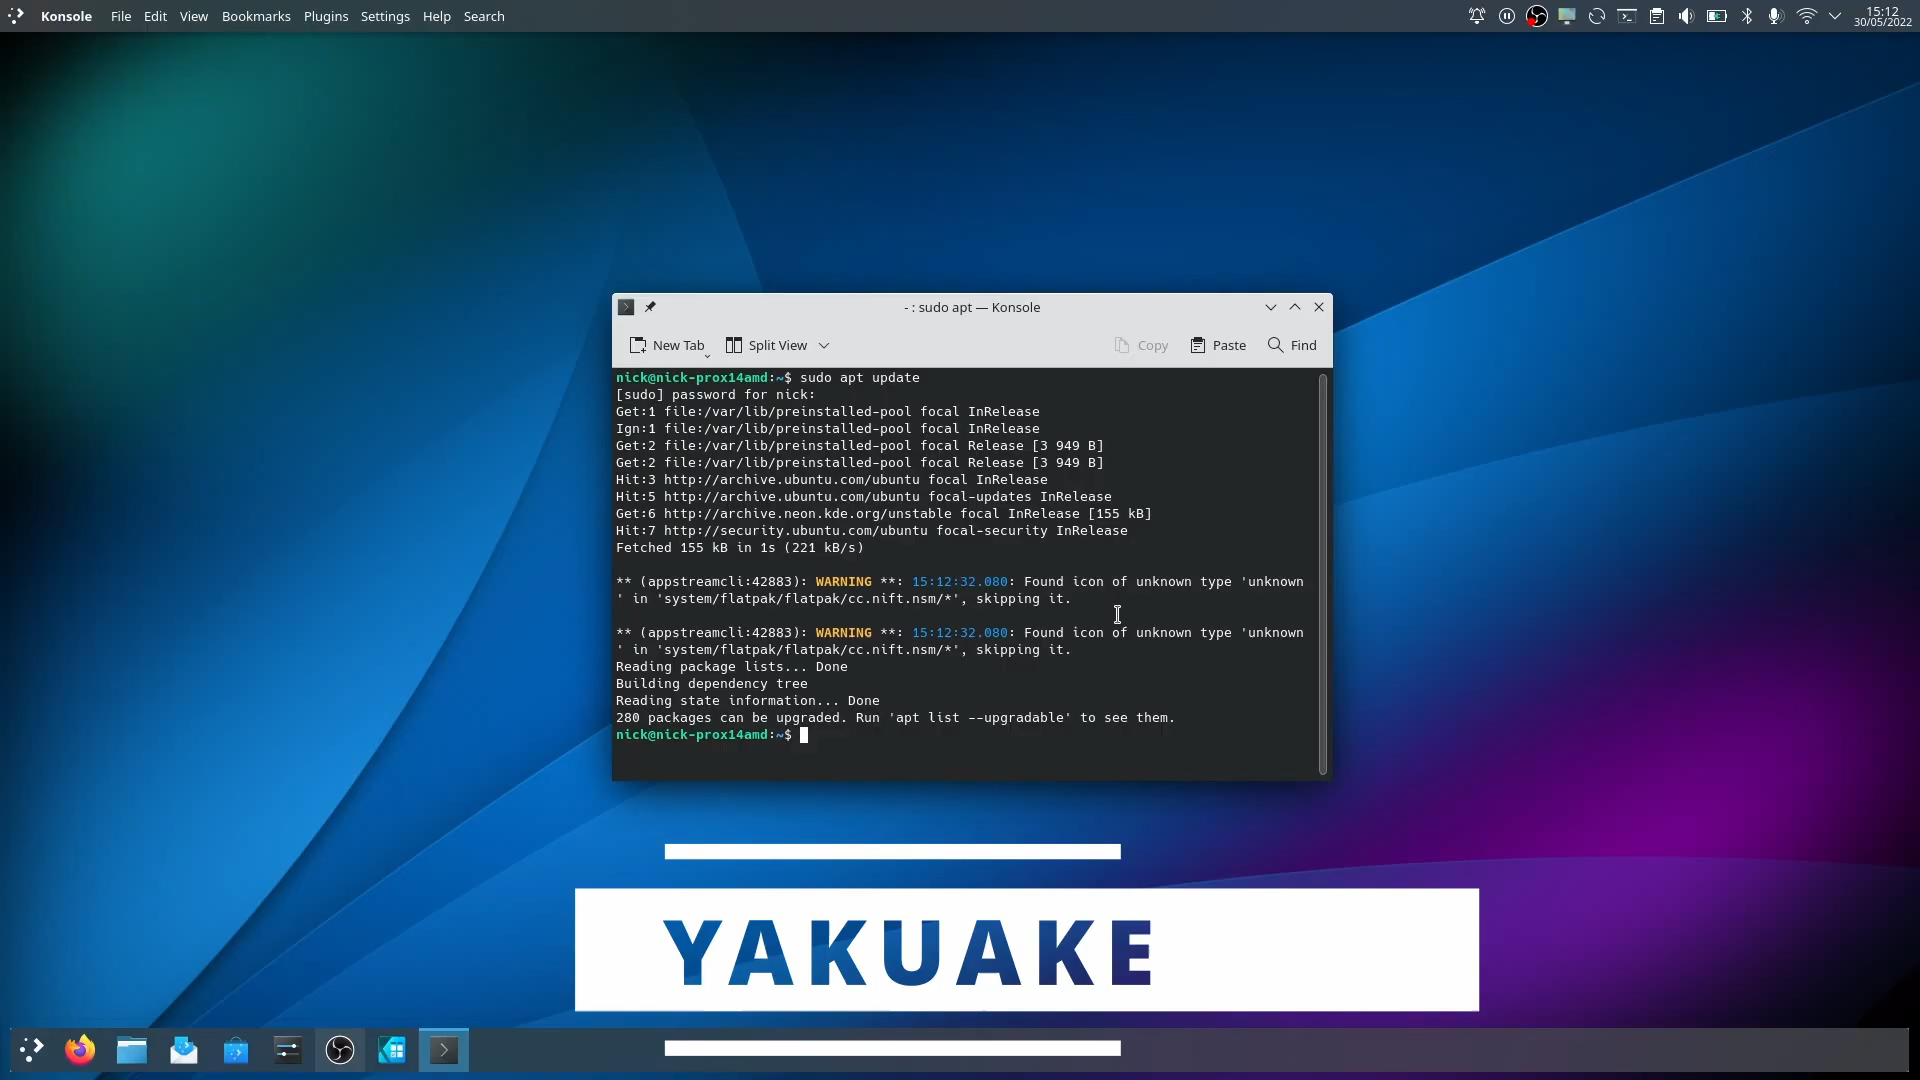 Konsole File Edit View Bookmarks Plugins Settings Help Search
15:12
30/05/2022
- : sudo apt — Konsole
New Tab Split View Copy Paste Find
nick@nick-prox14amd:~$ sudo apt update
[sudo] password for nick:
Get:1 file:/var/lib/preinstalled-pool focal InRelease
Ign:1 file:/var/lib/preinstalled-pool focal InRelease
Get:2 file:/var/lib/preinstalled-pool focal Release [3 949 B]
Get:2 file:/var/lib/preinstalled-pool focal Release [3 949 B]
Hit:3 http://archive.ubuntu.com/ubuntu focal InRelease
Hit:5 http://archive.ubuntu.com/ubuntu focal-updates InRelease
Get:6 http://archive.neon.kde.org/unstable focal InRelease [155 kB]
Hit:7 http://security.ubuntu.com/ubuntu focal-security InRelease
Fetched 155 kB in 1s (221 kB/s)
** (appstreamcli:42883): WARNING **: 15:12:32.080: Found icon of unknown type 'unknown
' in 'system/flatpak/flatpak/cc.nift.nsm/*', skipping it.
** (appstreamcli:42883): WARNING **: 15:12:32.080: Found icon of unknown type 'unknown
' in 'system/flatpak/flatpak/cc.nift.nsm/*', skipping it.
Reading package lists... Done
Building dependency tree
Reading state information... Done
280 packages can be upgraded. Run 'apt list --upgradable' to see them.
nick@nick-prox14amd:~$
YAKUAKE